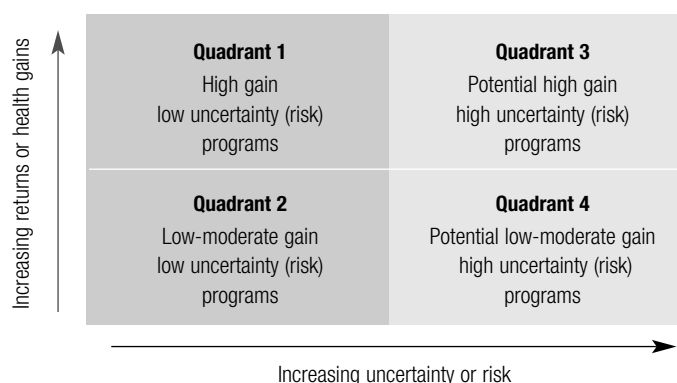 Increasing returns or health gains
Quadrant 1
High gain
low uncertainty (risk)
programs
Quadrant 3
Potential high gain
high uncertainty (risk)
programs
Quadrant 2
Low-moderate gain
low uncertainty (risk)
programs
Quadrant 4
Potential low-moderate gain
high uncertainty (risk)
programs
Increasing uncertainty or risk